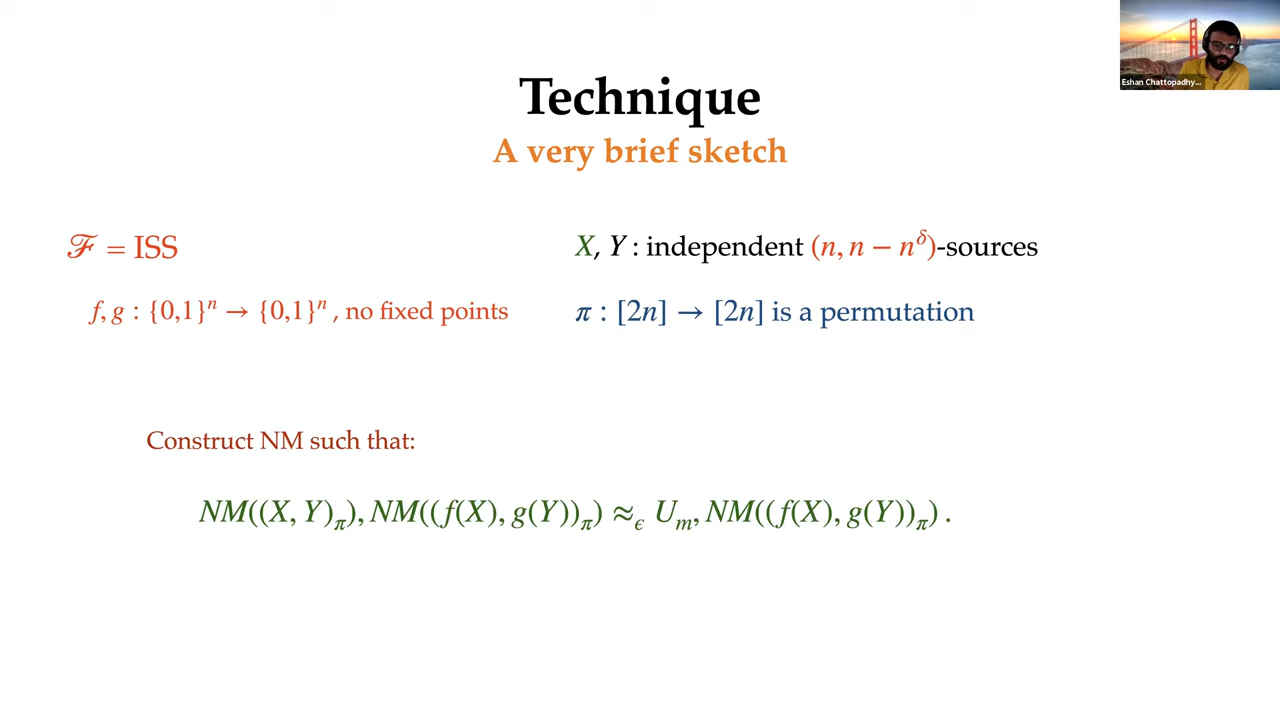 Eshan Chattopadhy...
Technique
A very brief sketch
ℱ = ISS
X, Y : independent (n, n − n^δ)-sources
f, g : {0,1}^n → {0,1}^n , no fixed points
π : [2n] → [2n] is a permutation
Construct NM such that:
NM((X, Y)_π), NM((f(X), g(Y))_π) ≈_ϵ U_m, NM((f(X), g(Y))_π) .